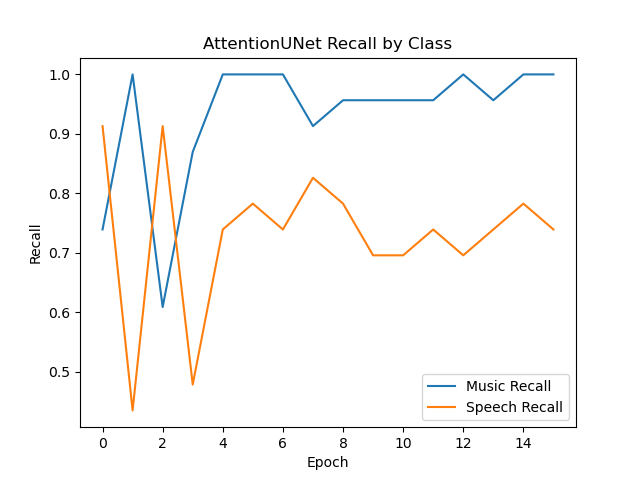 AttentionUNet Recall by Class
1.0
0.9
0.8
0.7
0.6
0.5
Recall
0 2 4 6 8 10 12 14
Epoch
Music Recall
Speech Recall